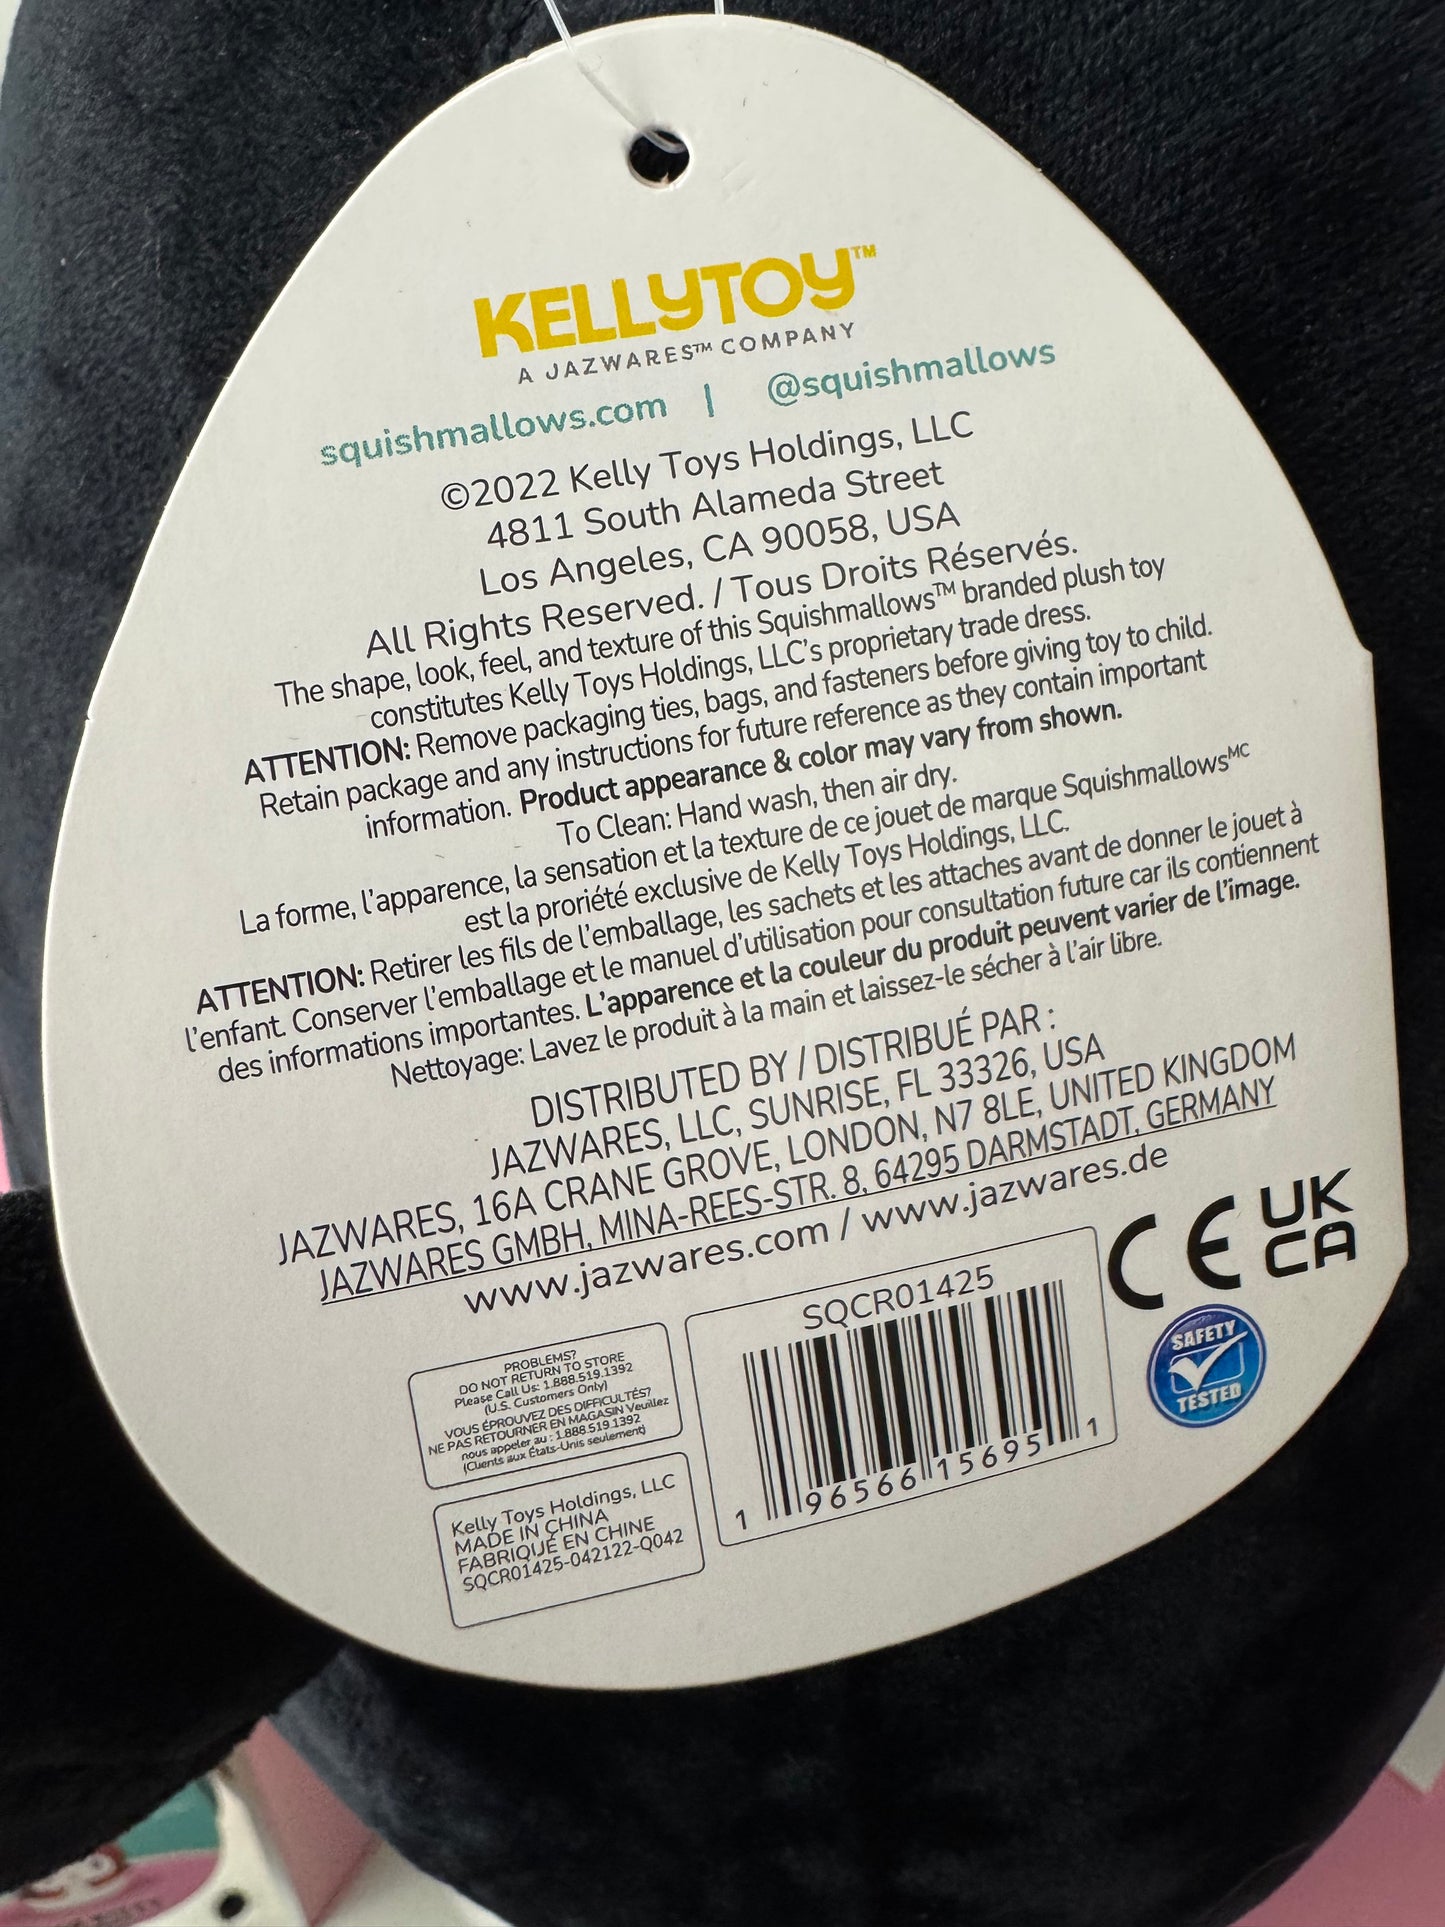 KELLYTOY™
A JAZWARES™ COMPANY
squishmallows.com | @squishmallows
©2022 Kelly Toys Holdings, LLC
4811 South Alameda Street
Los Angeles, CA 90058, USA
All Rights Reserved. / Tous Droits Réservés.
The shape, look, feel, and texture of this Squishmallows™ branded plush toy
constitutes Kelly Toys Holdings, LLC's proprietary trade dress.
ATTENTION: Remove packaging ties, bags, and fasteners before giving toy to child.
Retain package and any instructions for future reference as they contain important
information. Product appearance & color may vary from shown.
To Clean: Hand wash, then air dry.
La forme, l'apparence, la sensation et la texture de ce jouet de marque Squishmallows​MC
est la proriété exclusive de Kelly Toys Holdings, LLC.
ATTENTION: Retirer les fils de l'emballage, les sachets et les attaches avant de donner le jouet à
l'enfant. Conserver l'emballage et le manuel d'utilisation pour consultation future car ils contiennent
des informations importantes. L'apparence et la couleur du produit peuvent varier de l'image.
Nettoyage: Lavez le produit à la main et laissez-le sécher à l'air libre.
DISTRIBUTED BY / DISTRIBUÉ PAR :
JAZWARES, LLC, SUNRISE, FL 33326, USA
JAZWARES, 16A CRANE GROVE, LONDON, N7 8LE, UNITED KINGDOM
JAZWARES GMBH, MINA-REES-STR. 8, 64295 DARMSTADT, GERMANY
www.jazwares.com / www.jazwares.de
CE
UK
CA
SAFETY
TESTED
PROBLEMS?
DO NOT RETURN TO STORE
Please Call Us: 1.888.519.1392
(U.S. Customers Only)
VOUS ÉPROUVEZ DES DIFFICULTÉS?
NE PAS RETOURNER EN MAGASIN Veuillez
nous appeler au : 1.888.519.1392
(Clients aux États-Unis seulement)
SQCR01425
1 96566 15695 1
Kelly Toys Holdings, LLC
MADE IN CHINA
FABRIQUÉ EN CHINE
SQCR01425-042122-Q042